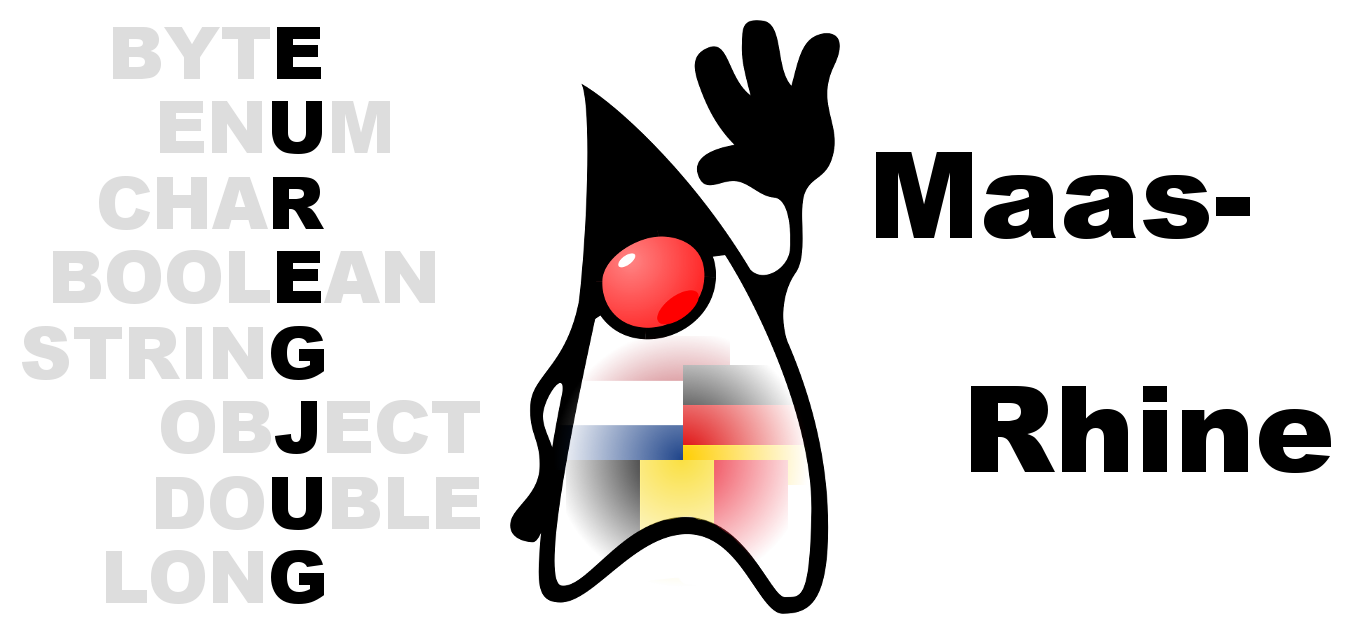 BYTE
ENUM
CHAR
BOOLEAN
STRING
OBJECT
DOUBLE
LONG
Maas-
Rhine